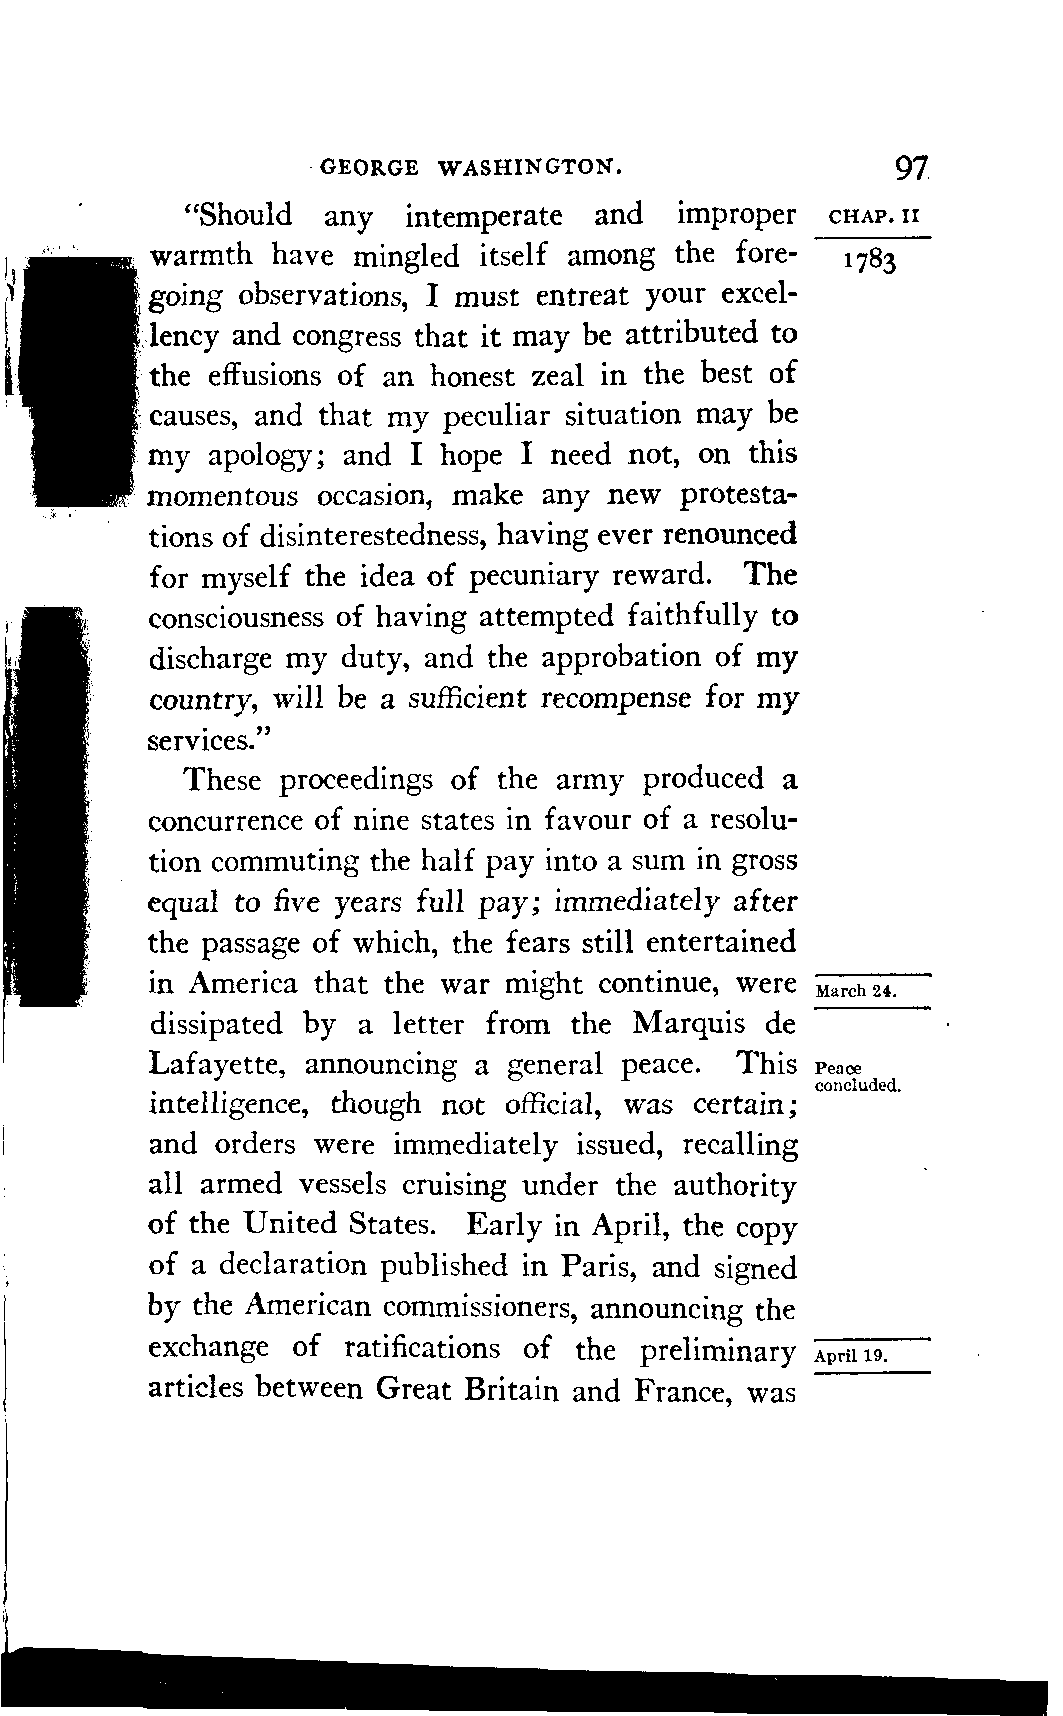 GEORGE WASHINGTON. 97
"Should any intemperate and improper CHAP. II
warmth have mingled itself among the fore- 1783
going observations, I must entreat your excel-
lency and congress that it may be attributed to
the effusions of an honest zeal in the best of
causes, and that my peculiar situation may be
my apology; and I hope I need not, on this
momentous occasion, make any new protesta-
tions of disinterestedness, having ever renounced
for myself the idea of pecuniary reward. The
consciousness of having attempted faithfully to
discharge my duty, and the approbation of my
country, will be a sufficient recompense for my
services."
These proceedings of the army produced a
concurrence of nine states in favour of a resolu-
tion commuting the half pay into a sum in gross
equal to five years full pay; immediately after
the passage of which, the fears still entertained
in America that the war might continue, were March 24.
dissipated by a letter from the Marquis de
Lafayette, announcing a general peace. This Peace
concluded.
intelligence, though not official, was certain;
and orders were immediately issued, recalling
all armed vessels cruising under the authority
of the United States. Early in April, the copy
of a declaration published in Paris, and signed
by the American commissioners, announcing the
exchange of ratifications of the preliminary April 19.
articles between Great Britain and France, was